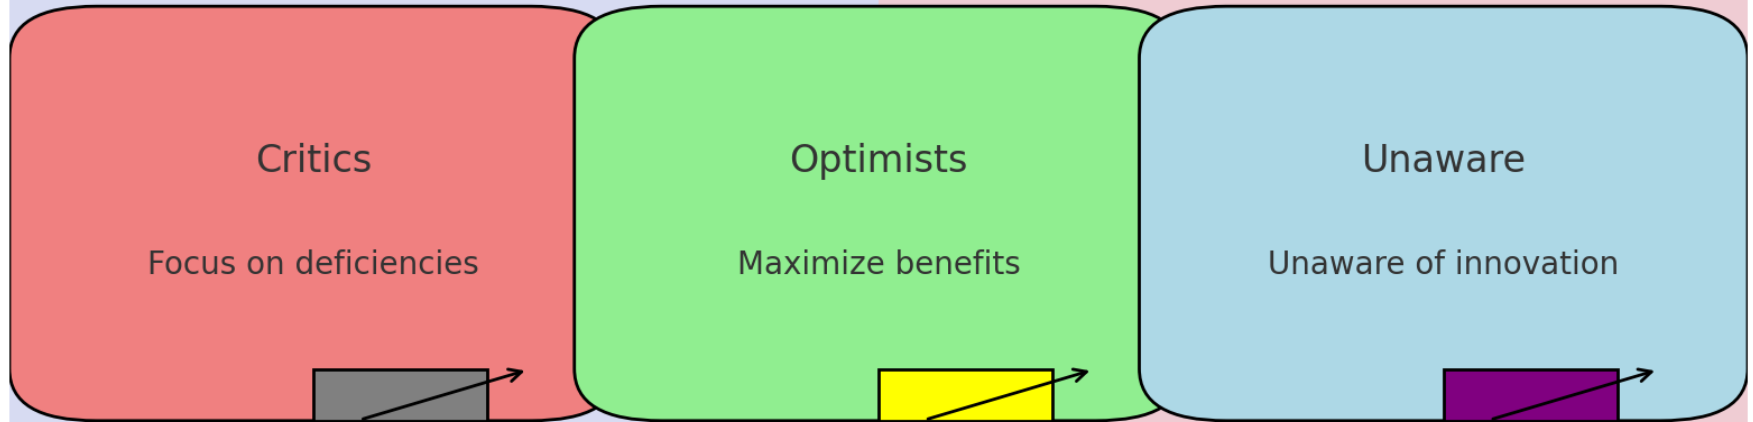 Critics
Focus on deficiencies
Optimists
Maximize benefits
Unaware
Unaware of innovation